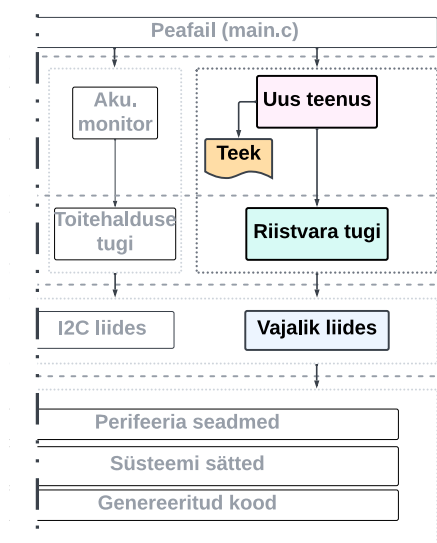 Peafail (main.c)
Aku.
monitor
Uus teenus
Teek
Toitehalduse
tugi
Riistvara tugi
I2C liides
Vajalik liides
Perifeeria seadmed
Süsteemi sätted
Genereeritud kood